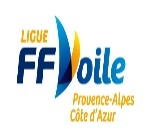 LIGUE
FFVoile
Provence-Alpes
Côte d'Azur